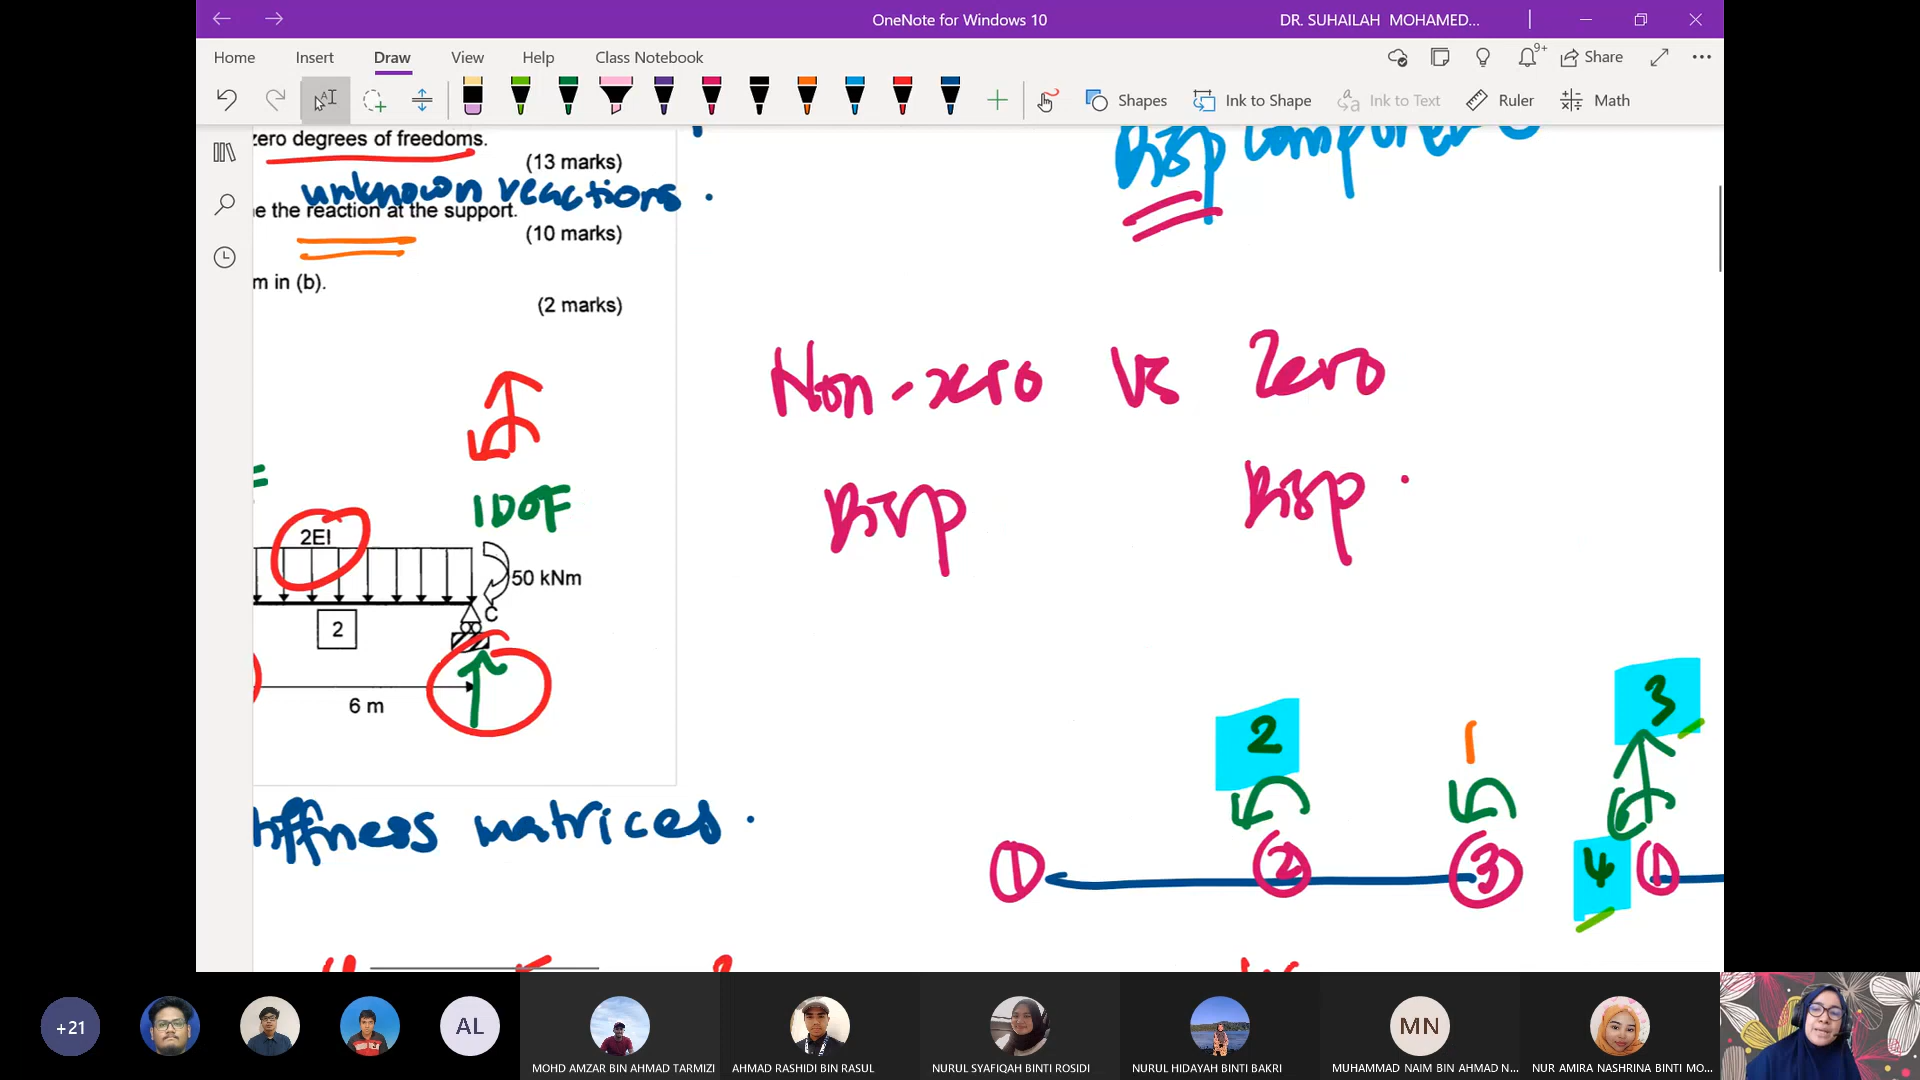 OneNote for Windows 10
DR. SUHAILAH MOHAMED...
Home Insert Draw View Help Class Notebook
9+
Share
Shapes
Ink to Shape
Ink to Text
Ruler
Math
zero degrees of freedoms.
(13 marks)
unknown reactions.
e the reaction at the support.
(10 marks)
m in (b).
(2 marks)
Disp
Non-zero vs Zero
Disp Disp.
1DOF
2EI
50 kNm
C
2
6 m
tiffness matrices.
2
1
3
4
1 2 3 1
+21
AL
MN
MOHD AMZAR BIN AHMAD TARMIZI
AHMAD RASHIDI BIN RASUL
NURUL SYAFIQAH BINTI ROSIDI
NURUL HIDAYAH BINTI BAKRI
MUHAMMAD NAIM BIN AHMAD N...
NUR AMIRA NASHRINA BINTI MO...